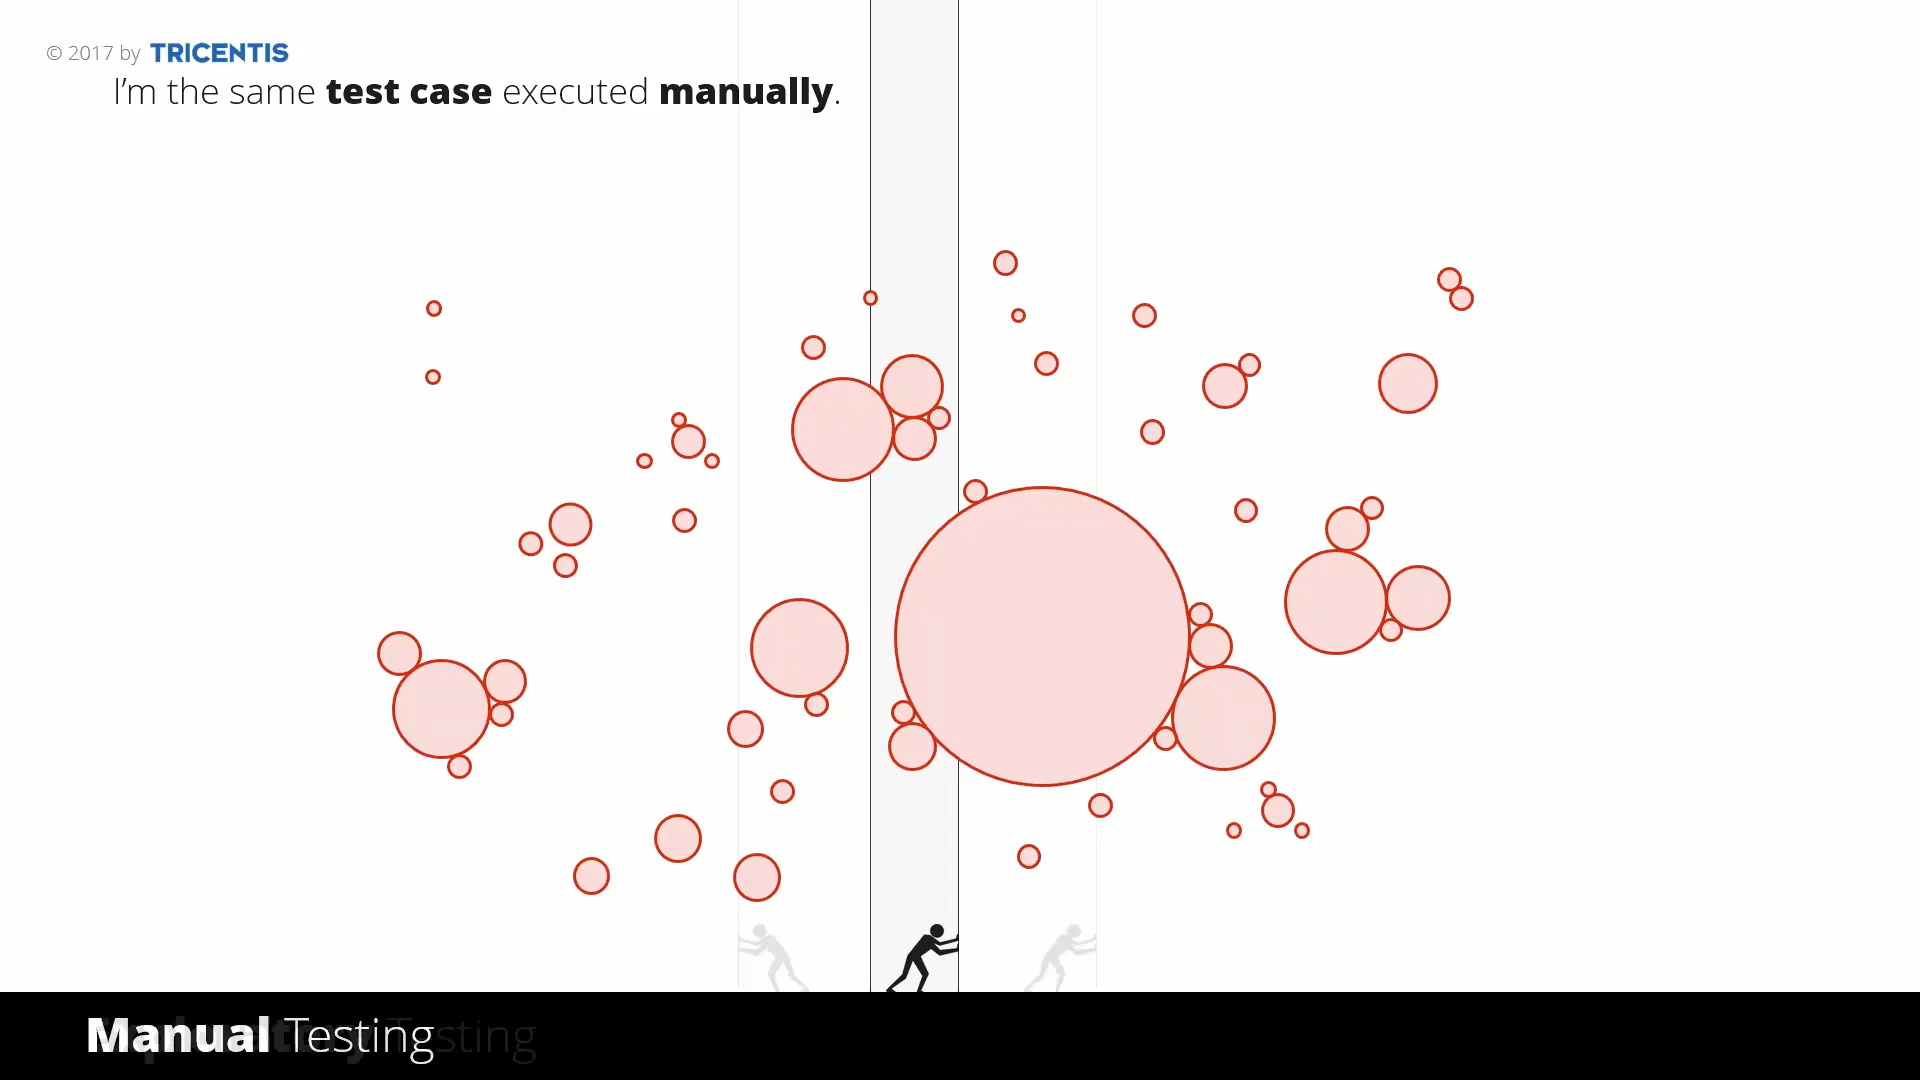 © 2017 by TRICENTIS
I'm the same test case executed manually.
Manual Testing